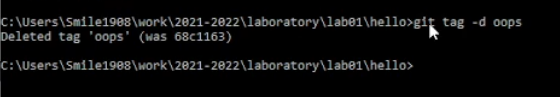 C:\Users\Smile1908\work\2021-2022\laboratory\lab01\hello>git tag -d oops
Deleted tag 'oops' (was 68c1163)
C:\Users\Smile1908\work\2021-2022\laboratory\lab01\hello>